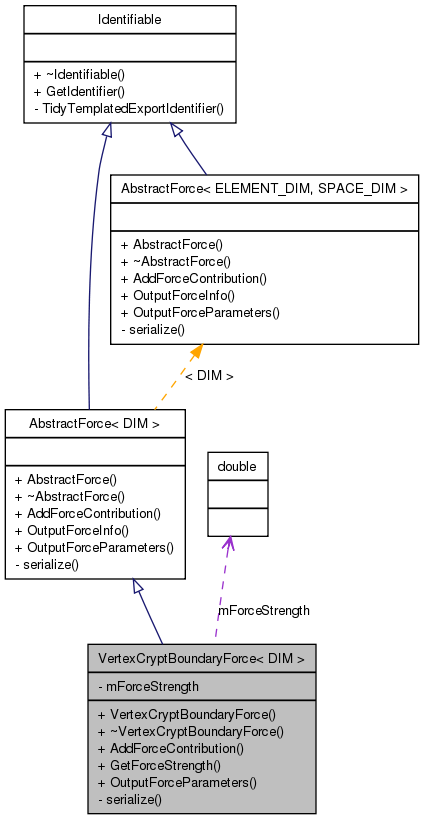 Identifiable
+ ~Identifiable()
+ GetIdentifier()
- TidyTemplatedExportIdentifier()
AbstractForce< ELEMENT_DIM, SPACE_DIM >
+ AbstractForce()
+ ~AbstractForce()
+ AddForceContribution()
+ OutputForceInfo()
+ OutputForceParameters()
- serialize()
< DIM >
AbstractForce< DIM >
+ AbstractForce()
+ ~AbstractForce()
+ AddForceContribution()
+ OutputForceInfo()
+ OutputForceParameters()
- serialize()
double
mForceStrength
VertexCryptBoundaryForce< DIM >
- mForceStrength
+ VertexCryptBoundaryForce()
+ ~VertexCryptBoundaryForce()
+ AddForceContribution()
+ GetForceStrength()
+ OutputForceParameters()
- serialize()